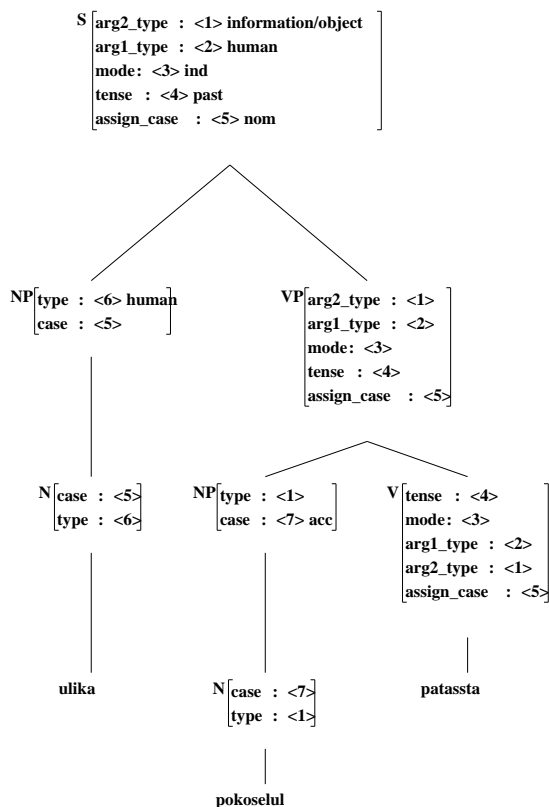 S
arg2_type : <1> information/object
arg1_type : <2> human
mode: <3> ind
tense : <4> past
assign_case : <5> nom
NP
type : <6> human
case : <5>
VP
arg2_type : <1>
arg1_type : <2>
mode: <3>
tense : <4>
assign_case : <5>
N
case : <5>
type : <6>
NP
type : <1>
case : <7> acc
V
tense : <4>
mode: <3>
arg1_type : <2>
arg2_type : <1>
assign_case : <5>
ulika
N
case : <7>
type : <1>
patassta
pokoselul